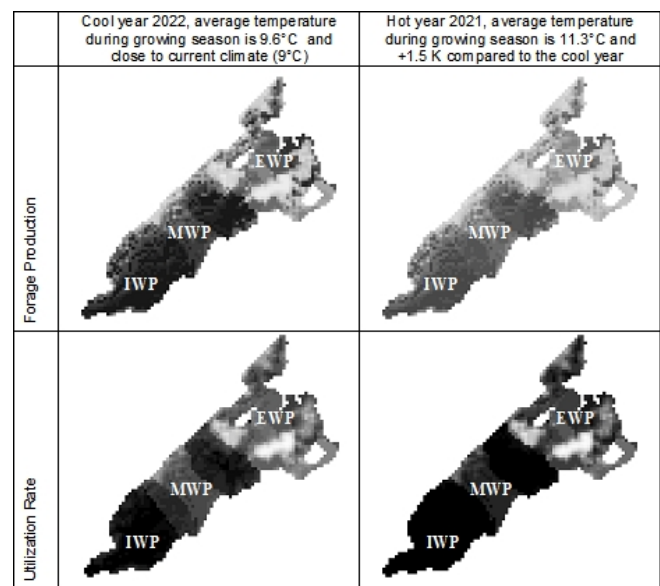 Cool year 2022, average temperature
during growing season is 9.6°C and
close to current climate (9°C)
Hot year 2021, average temperature
during growing season is 11.3°C and
+1.5 K compared to the cool year
Forage Production
EWP
MWP
IWP
EWP
MWP
IWP
Utilization Rate
EWP
MWP
IWP
EWP
MWP
IWP